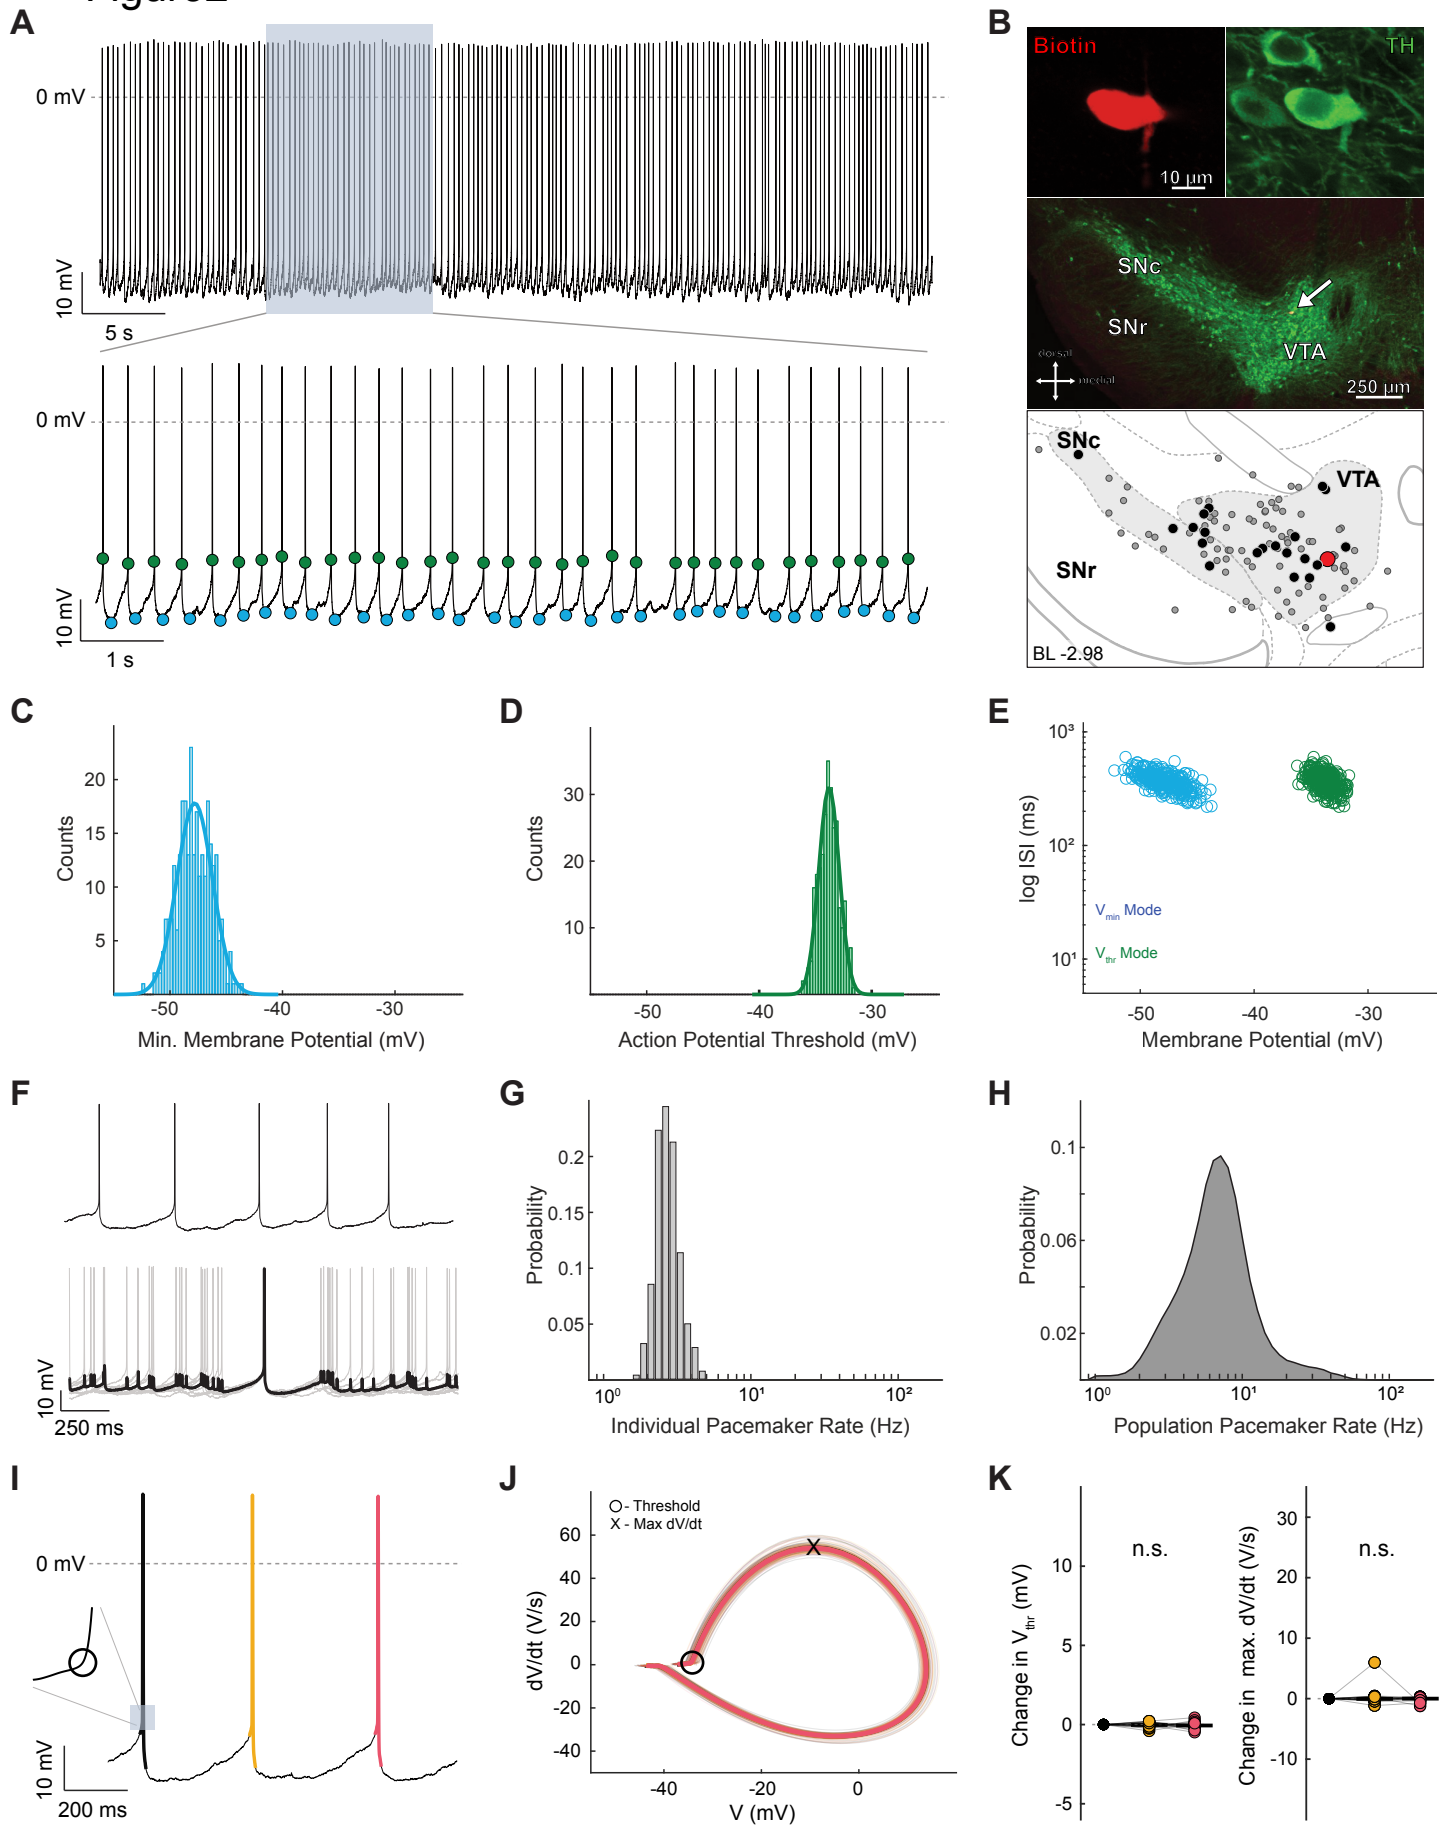 Figure2
A
0 mV
10 mV
5 s
0 mV
10 mV
1 s
B
Biotin
TH
10 µm
SNc
SNr
VTA
dorsal
medial
250 µm
SNc
VTA
SNr
BL -2.98
C
Counts
20
15
10
5
-50
-40
-30
Min. Membrane Potential (mV)
D
Counts
30
20
10
-50
-40
-30
Action Potential Threshold (mV)
E
log ISI (ms)
10³
10²
10¹
Vmin Mode
Vthr Mode
-50
-40
-30
Membrane Potential (mV)
F
10 mV
250 ms
G
Probability
0.2
0.15
0.1
0.05
10⁰
10¹
10²
Individual Pacemaker Rate (Hz)
H
Probability
0.1
0.06
0.02
10⁰
10¹
10²
Population Pacemaker Rate (Hz)
I
0 mV
10 mV
200 ms
J
O - Threshold
X - Max dV/dt
X
dV/dt (V/s)
60
40
20
0
-20
-40
-40
-20
0
V (mV)
K
Change in Vthr (mV)
n.s.
10
5
0
-5
Change in max. dV/dt (V/s)
n.s.
30
20
10
0
-10